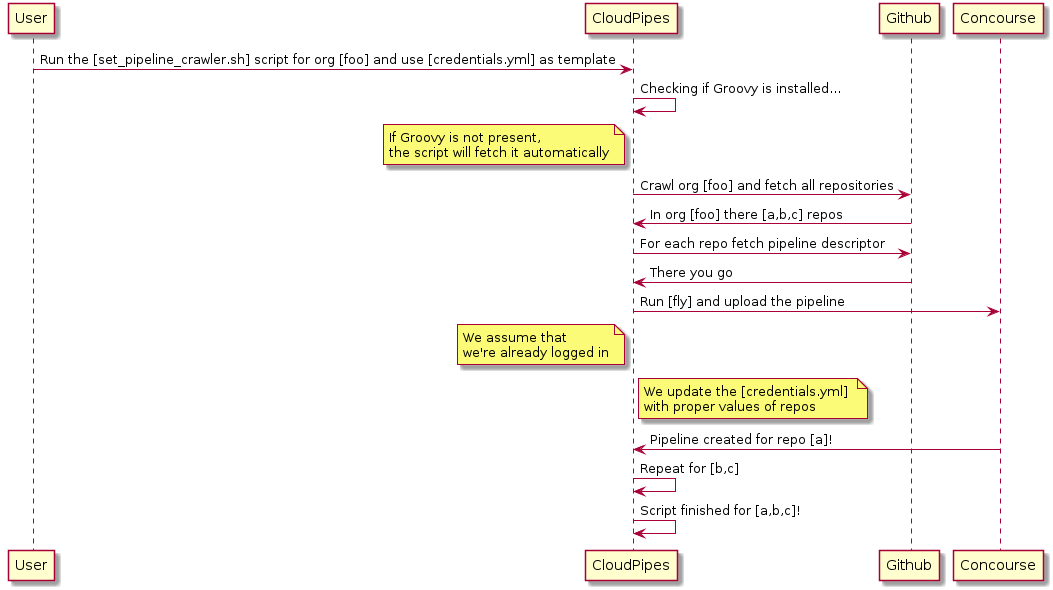 User
CloudPipes
Github
Concourse
Run the [set_pipeline_crawler.sh] script for org [foo] and use [credentials.yml] as template
Checking if Groovy is installed...
If Groovy is not present,
the script will fetch it automatically
Crawl org [foo] and fetch all repositories
In org [foo] there [a,b,c] repos
For each repo fetch pipeline descriptor
There you go
Run [fly] and upload the pipeline
We assume that
we're already logged in
We update the [credentials.yml]
with proper values of repos
Pipeline created for repo [a]!
Repeat for [b,c]
Script finished for [a,b,c]!
User
CloudPipes
Github
Concourse